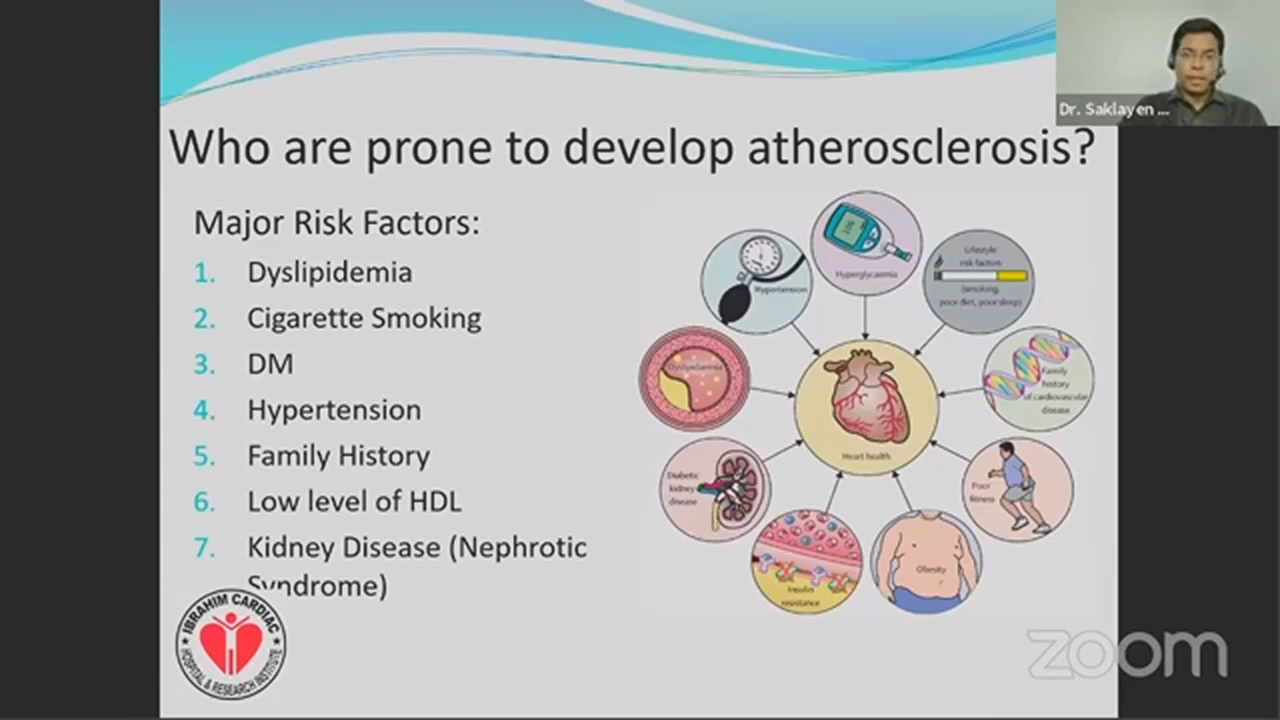 Dr. Saklayen ...
Who are prone to develop atherosclerosis?
Major Risk Factors:
1. Dyslipidemia
2. Cigarette Smoking
3. DM
4. Hypertension
5. Family History
6. Low level of HDL
7. Kidney Disease (Nephrotic
Syndrome)
Hyperglycaemia
Hypertension
Lifestyle
risk factors
(smoking,
poor diet, poor sleep)
Dyslipidaemia
Family
history
of cardiovascular
disease
Heart health
Diabetic
kidney
disease
Poor
fitness
Insulin
resistance
Obesity
IBRAHIM CARDIAC
HOSPITAL & RESEARCH INSTITUTE
zoom